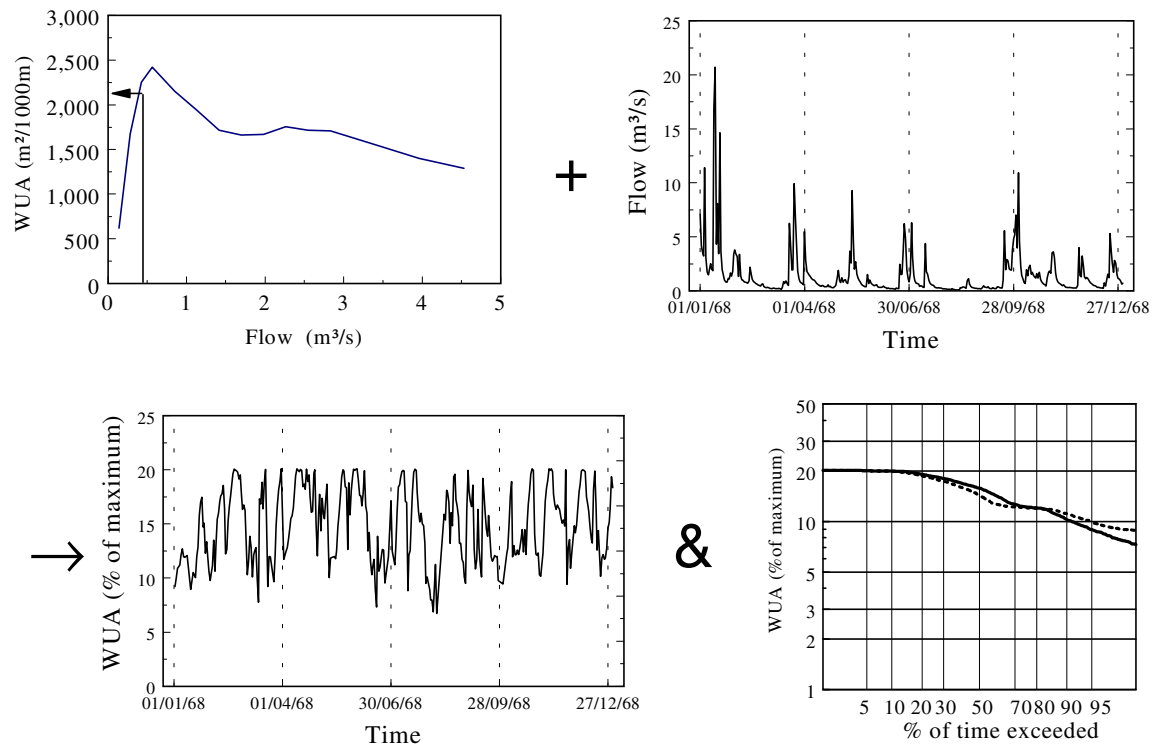 3,000
2,500
2,000
1,500
1,000
500
0
WUA (m²/1000m)
0 1 2 3 4 5
Flow (m³/s)
+
25
20
15
10
5
0
Flow (m³/s)
01/01/68 01/04/68 30/06/68 28/09/68 27/12/68
Time
→
25
20
15
10
5
0
WUA (% of maximum)
01/01/68 01/04/68 30/06/68 28/09/68 27/12/68
Time
&
50
30
20
10
5
3
2
1
WUA (%of maximum)
5 10 20 30 50 70 80 90 95
% of time exceeded